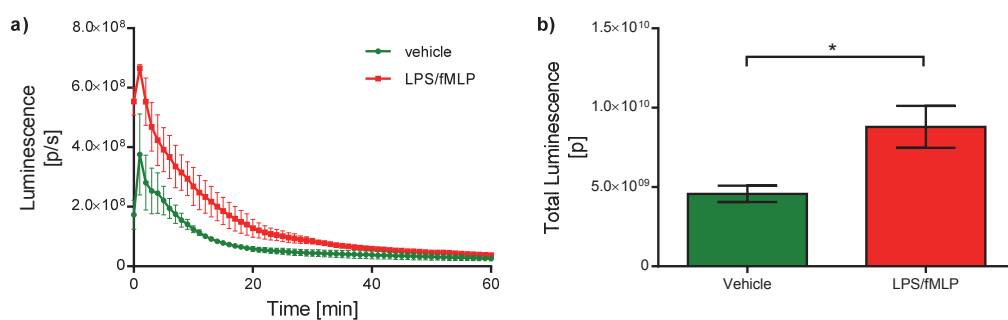 a)
8.0×10⁸
6.0×10⁸
4.0×10⁸
2.0×10⁸
0
Luminescence
[p/s]
vehicle
LPS/fMLP
0
20
40
60
Time [min]
b)
1.5×10¹⁰
1.0×10¹⁰
5.0×10⁰⁹
0
Total Luminescence
[p]
*
Vehicle
LPS/fMLP